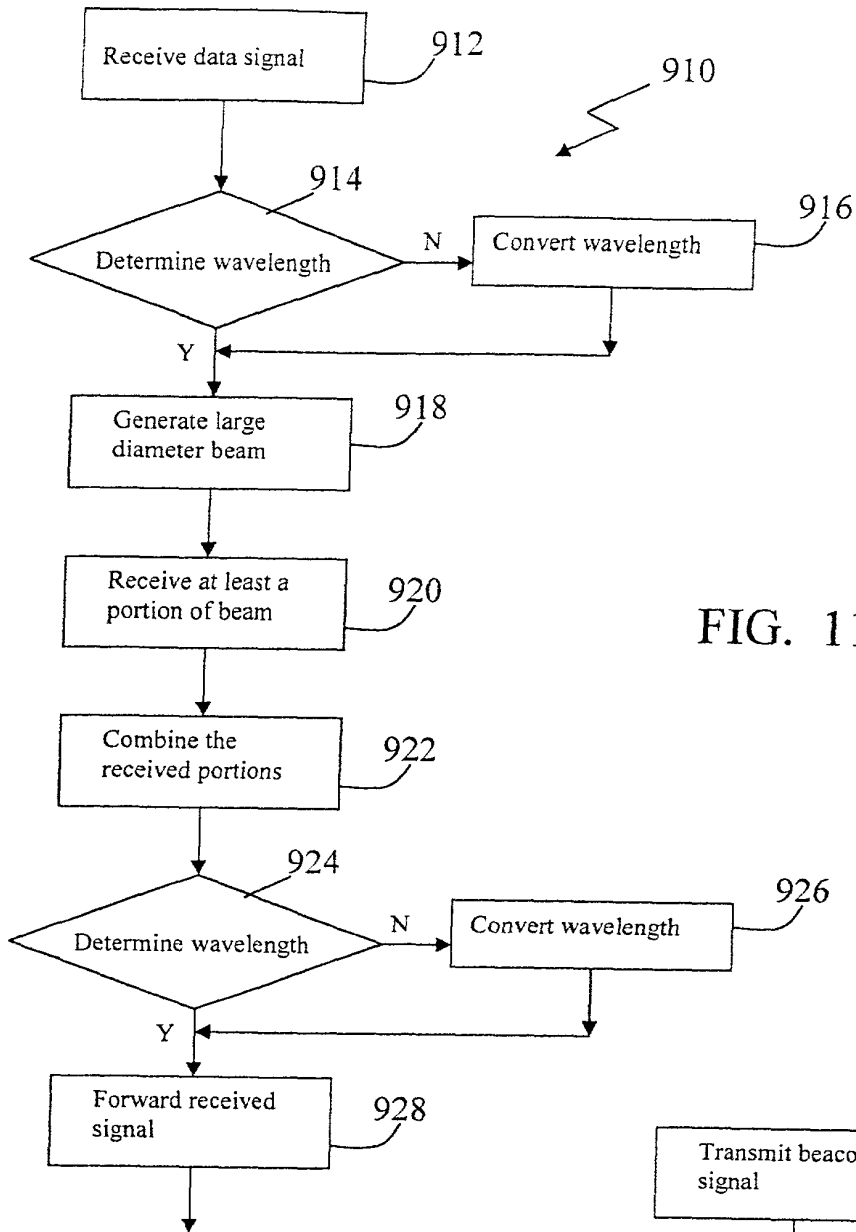 Receive data signal
912
910
914
Determine wavelength
N
Convert wavelength
916
Y
Generate large
diameter beam
918
Receive at least a
portion of beam
920
FIG. 11
Combine the
received portions
922
924
Determine wavelength
N
Convert wavelength
926
Y
Forward received
signal
928
Transmit beaco
signal